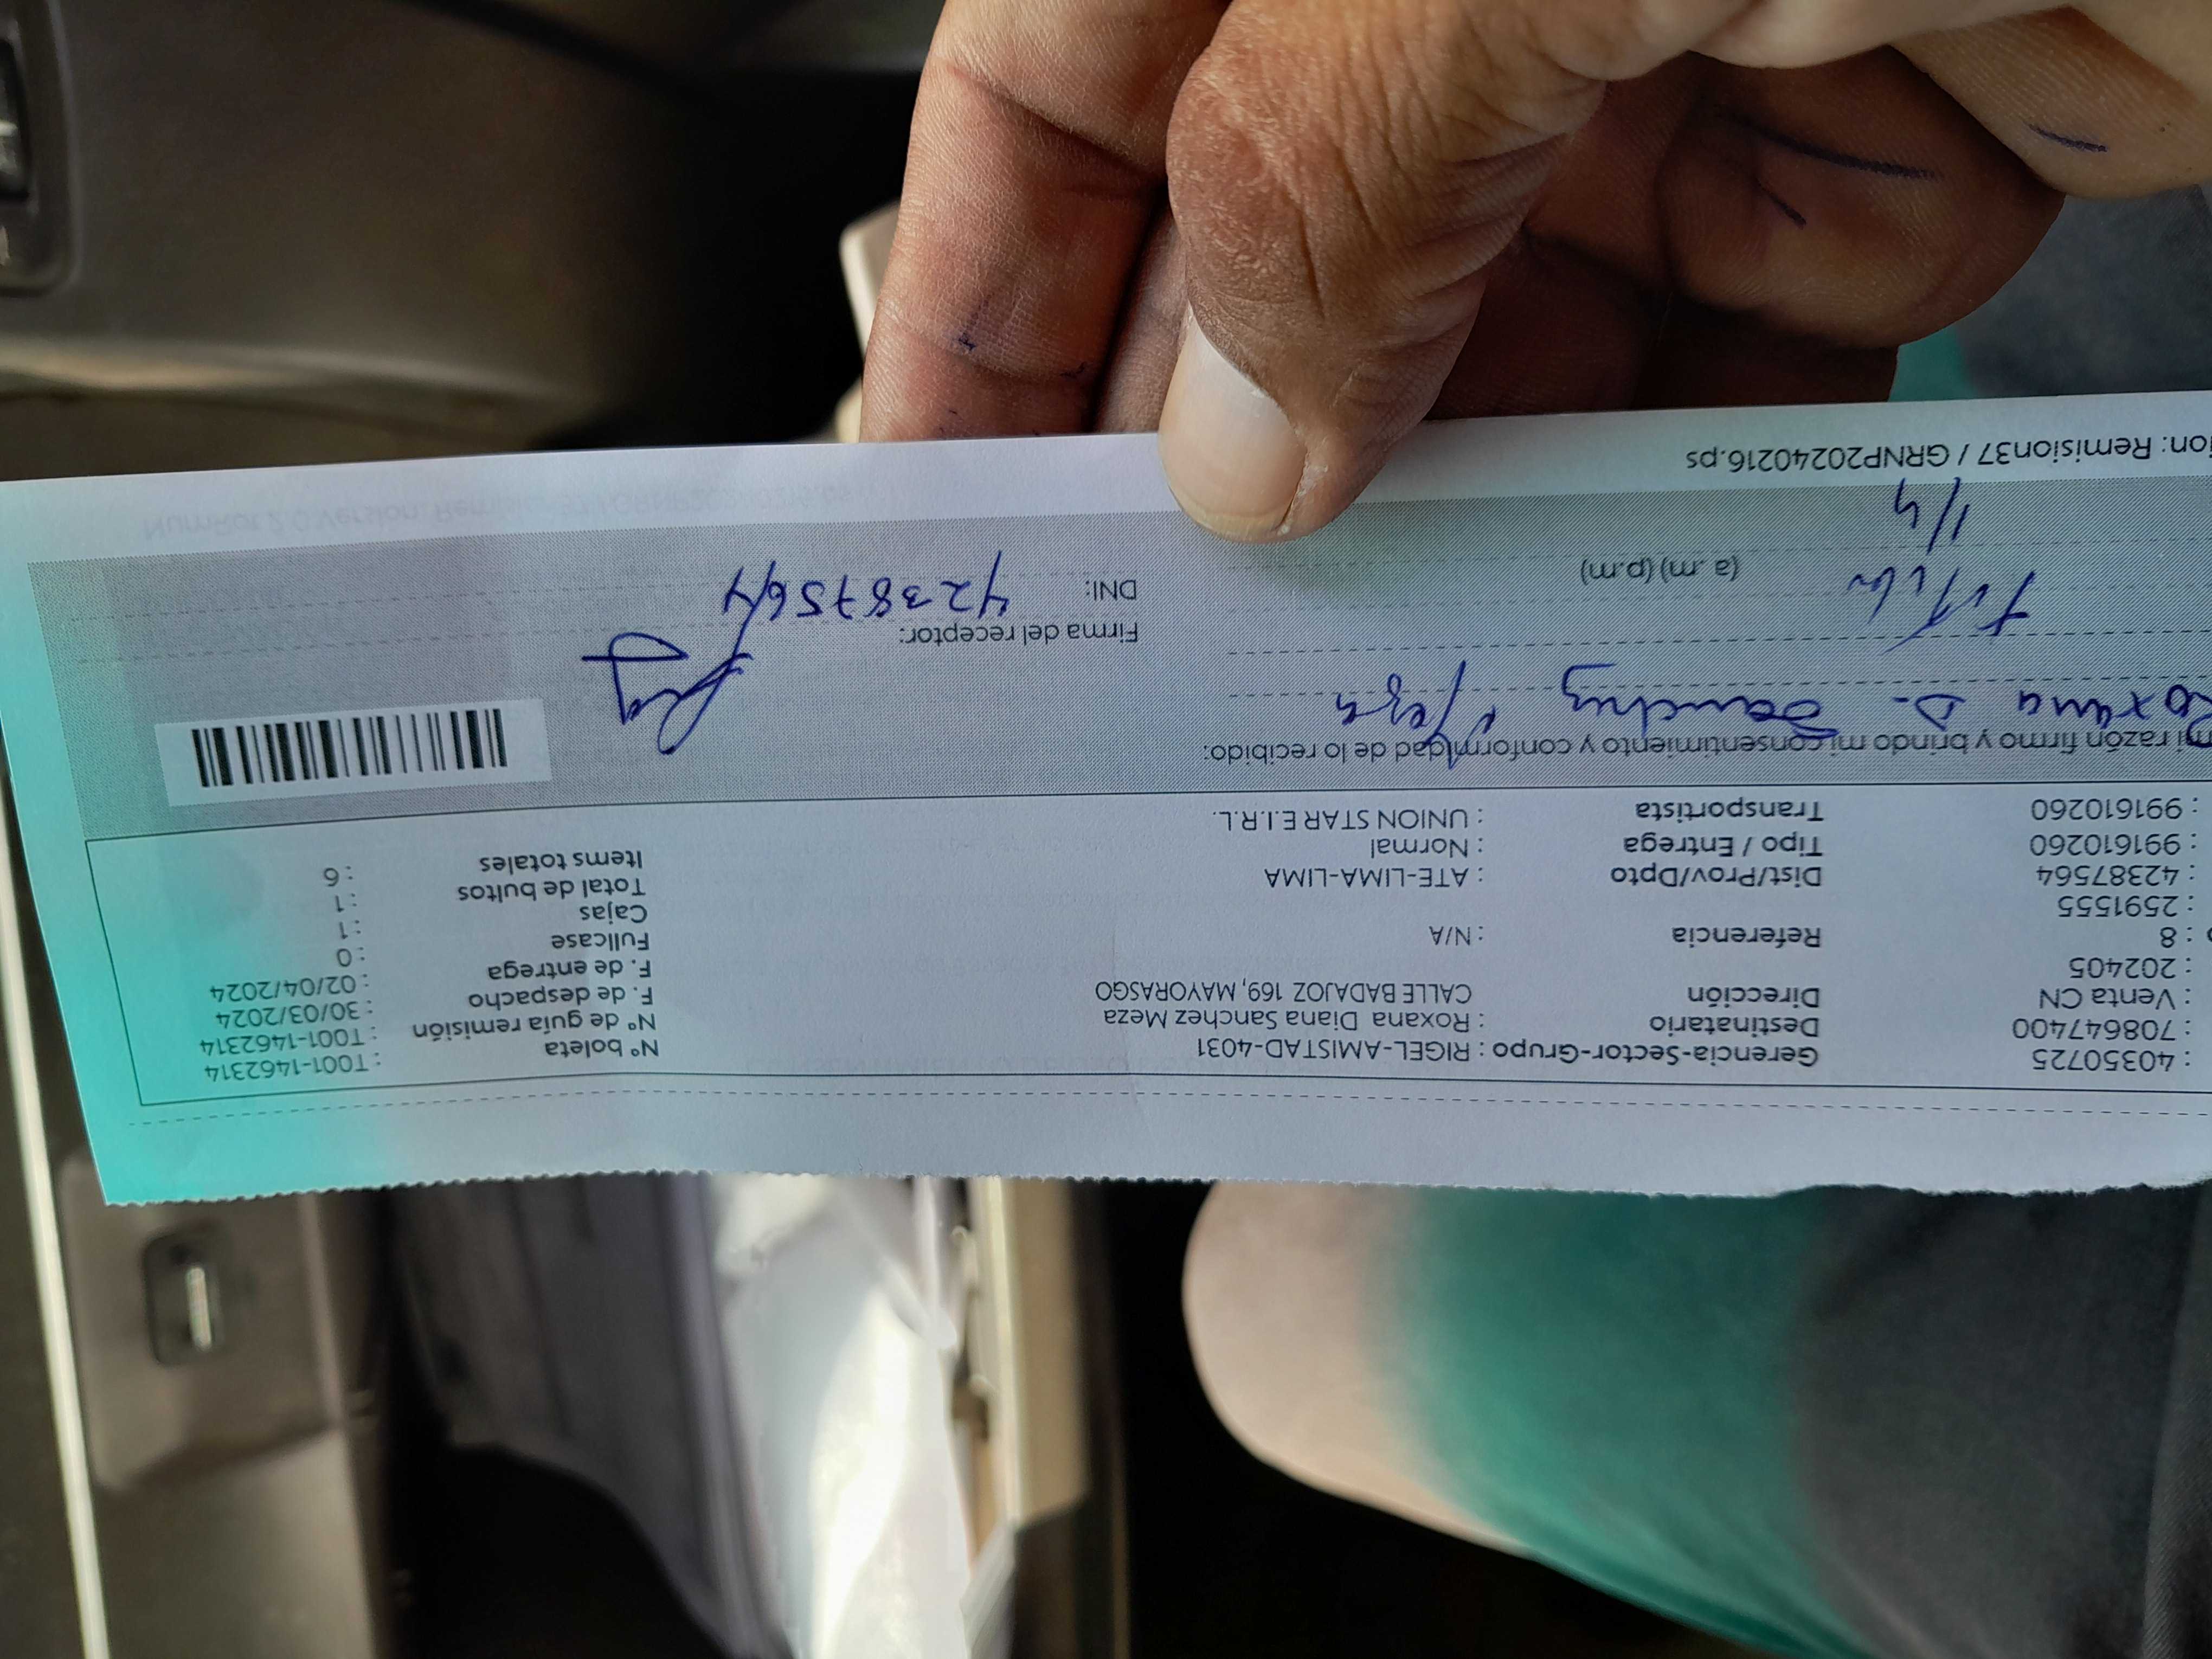 : 40350725 Gerencia-Sector-Grupo : RIGEL-AMISTAD-4031 N° boleta : T001-1462314
: 708647400 Destinatario : Roxana Diana Sanchez Meza N° de guía remisión : T001-1462314
: Venta CN Dirección CALLE BADAJOZ 169, MAYORASGO F. de despacho : 30/03/2024
: 202405 F. de entrega : 02/04/2024
: 8 Referencia : N/A Fullcase : 0
: 2591555 Cajas : 1
: 42387564 Dist/Prov/Dpto : ATE-LIMA-LIMA Total de bultos : 1
: 991610260 Tipo / Entrega : Normal Items totales : 6
: 991610260 Transportista : UNION STAR E.I.R.L.
mi razón firmo y brindo mi consentimiento y conformidad de lo recibido:
Roxana D. Sanchez Meza
Firma del receptor:
(a.m) (p.m) DNI: 42387564
1/4
ion: Remision37 / GRNP20240216.ps